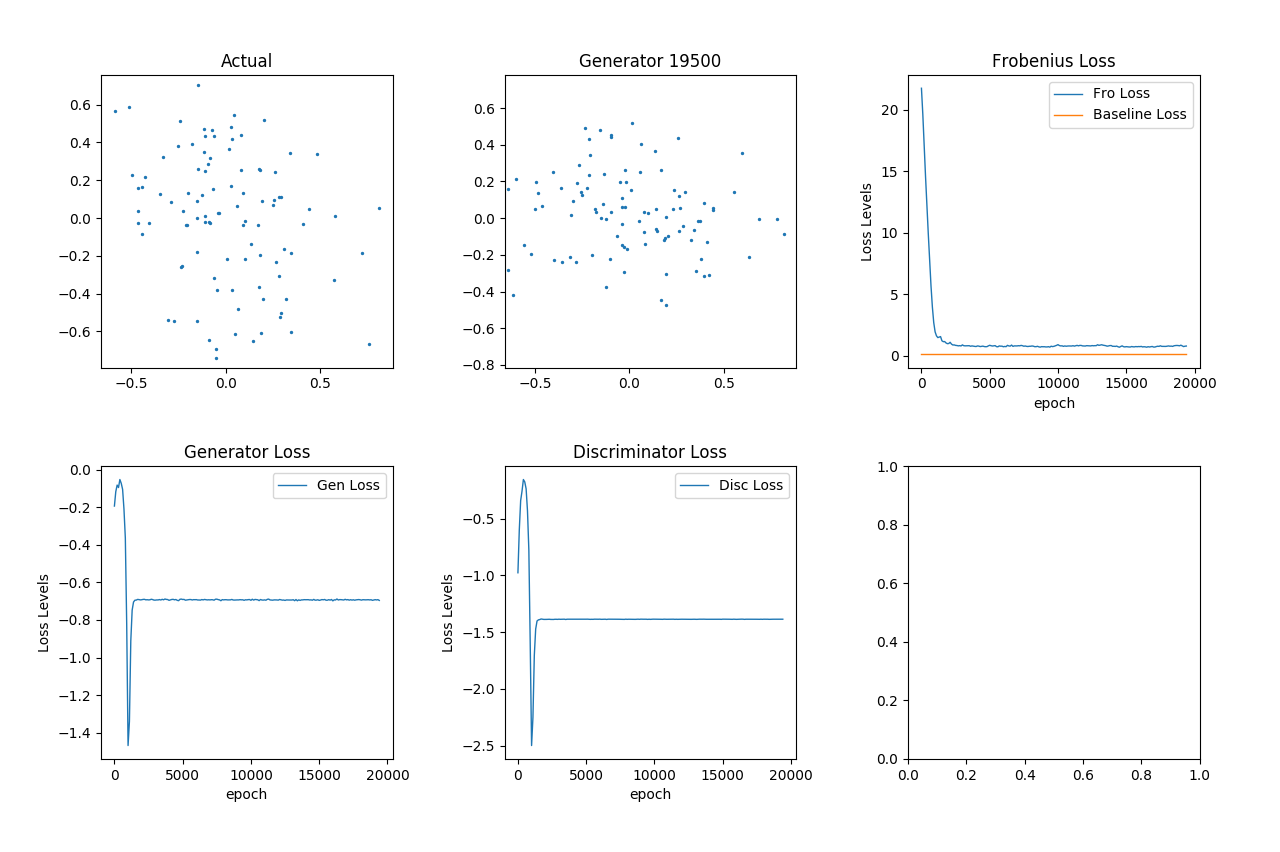 Actual
0.6
0.4
0.2
0.0
−0.2
−0.4
−0.6
−0.5 0.0 0.5
Generator 19500
0.6
0.4
0.2
0.0
−0.2
−0.4
−0.6
−0.8
−0.5 0.0 0.5
Frobenius Loss
Fro Loss
Baseline Loss
Loss Levels
20
15
10
5
0
0 5000 10000 15000 20000
epoch
Generator Loss
Gen Loss
Loss Levels
0.0
−0.2
−0.4
−0.6
−0.8
−1.0
−1.2
−1.4
0 5000 10000 15000 20000
epoch
Discriminator Loss
Disc Loss
Loss Levels
−0.5
−1.0
−1.5
−2.0
−2.5
0 5000 10000 15000 20000
epoch
1.0
0.8
0.6
0.4
0.2
0.0
0.0 0.2 0.4 0.6 0.8 1.0